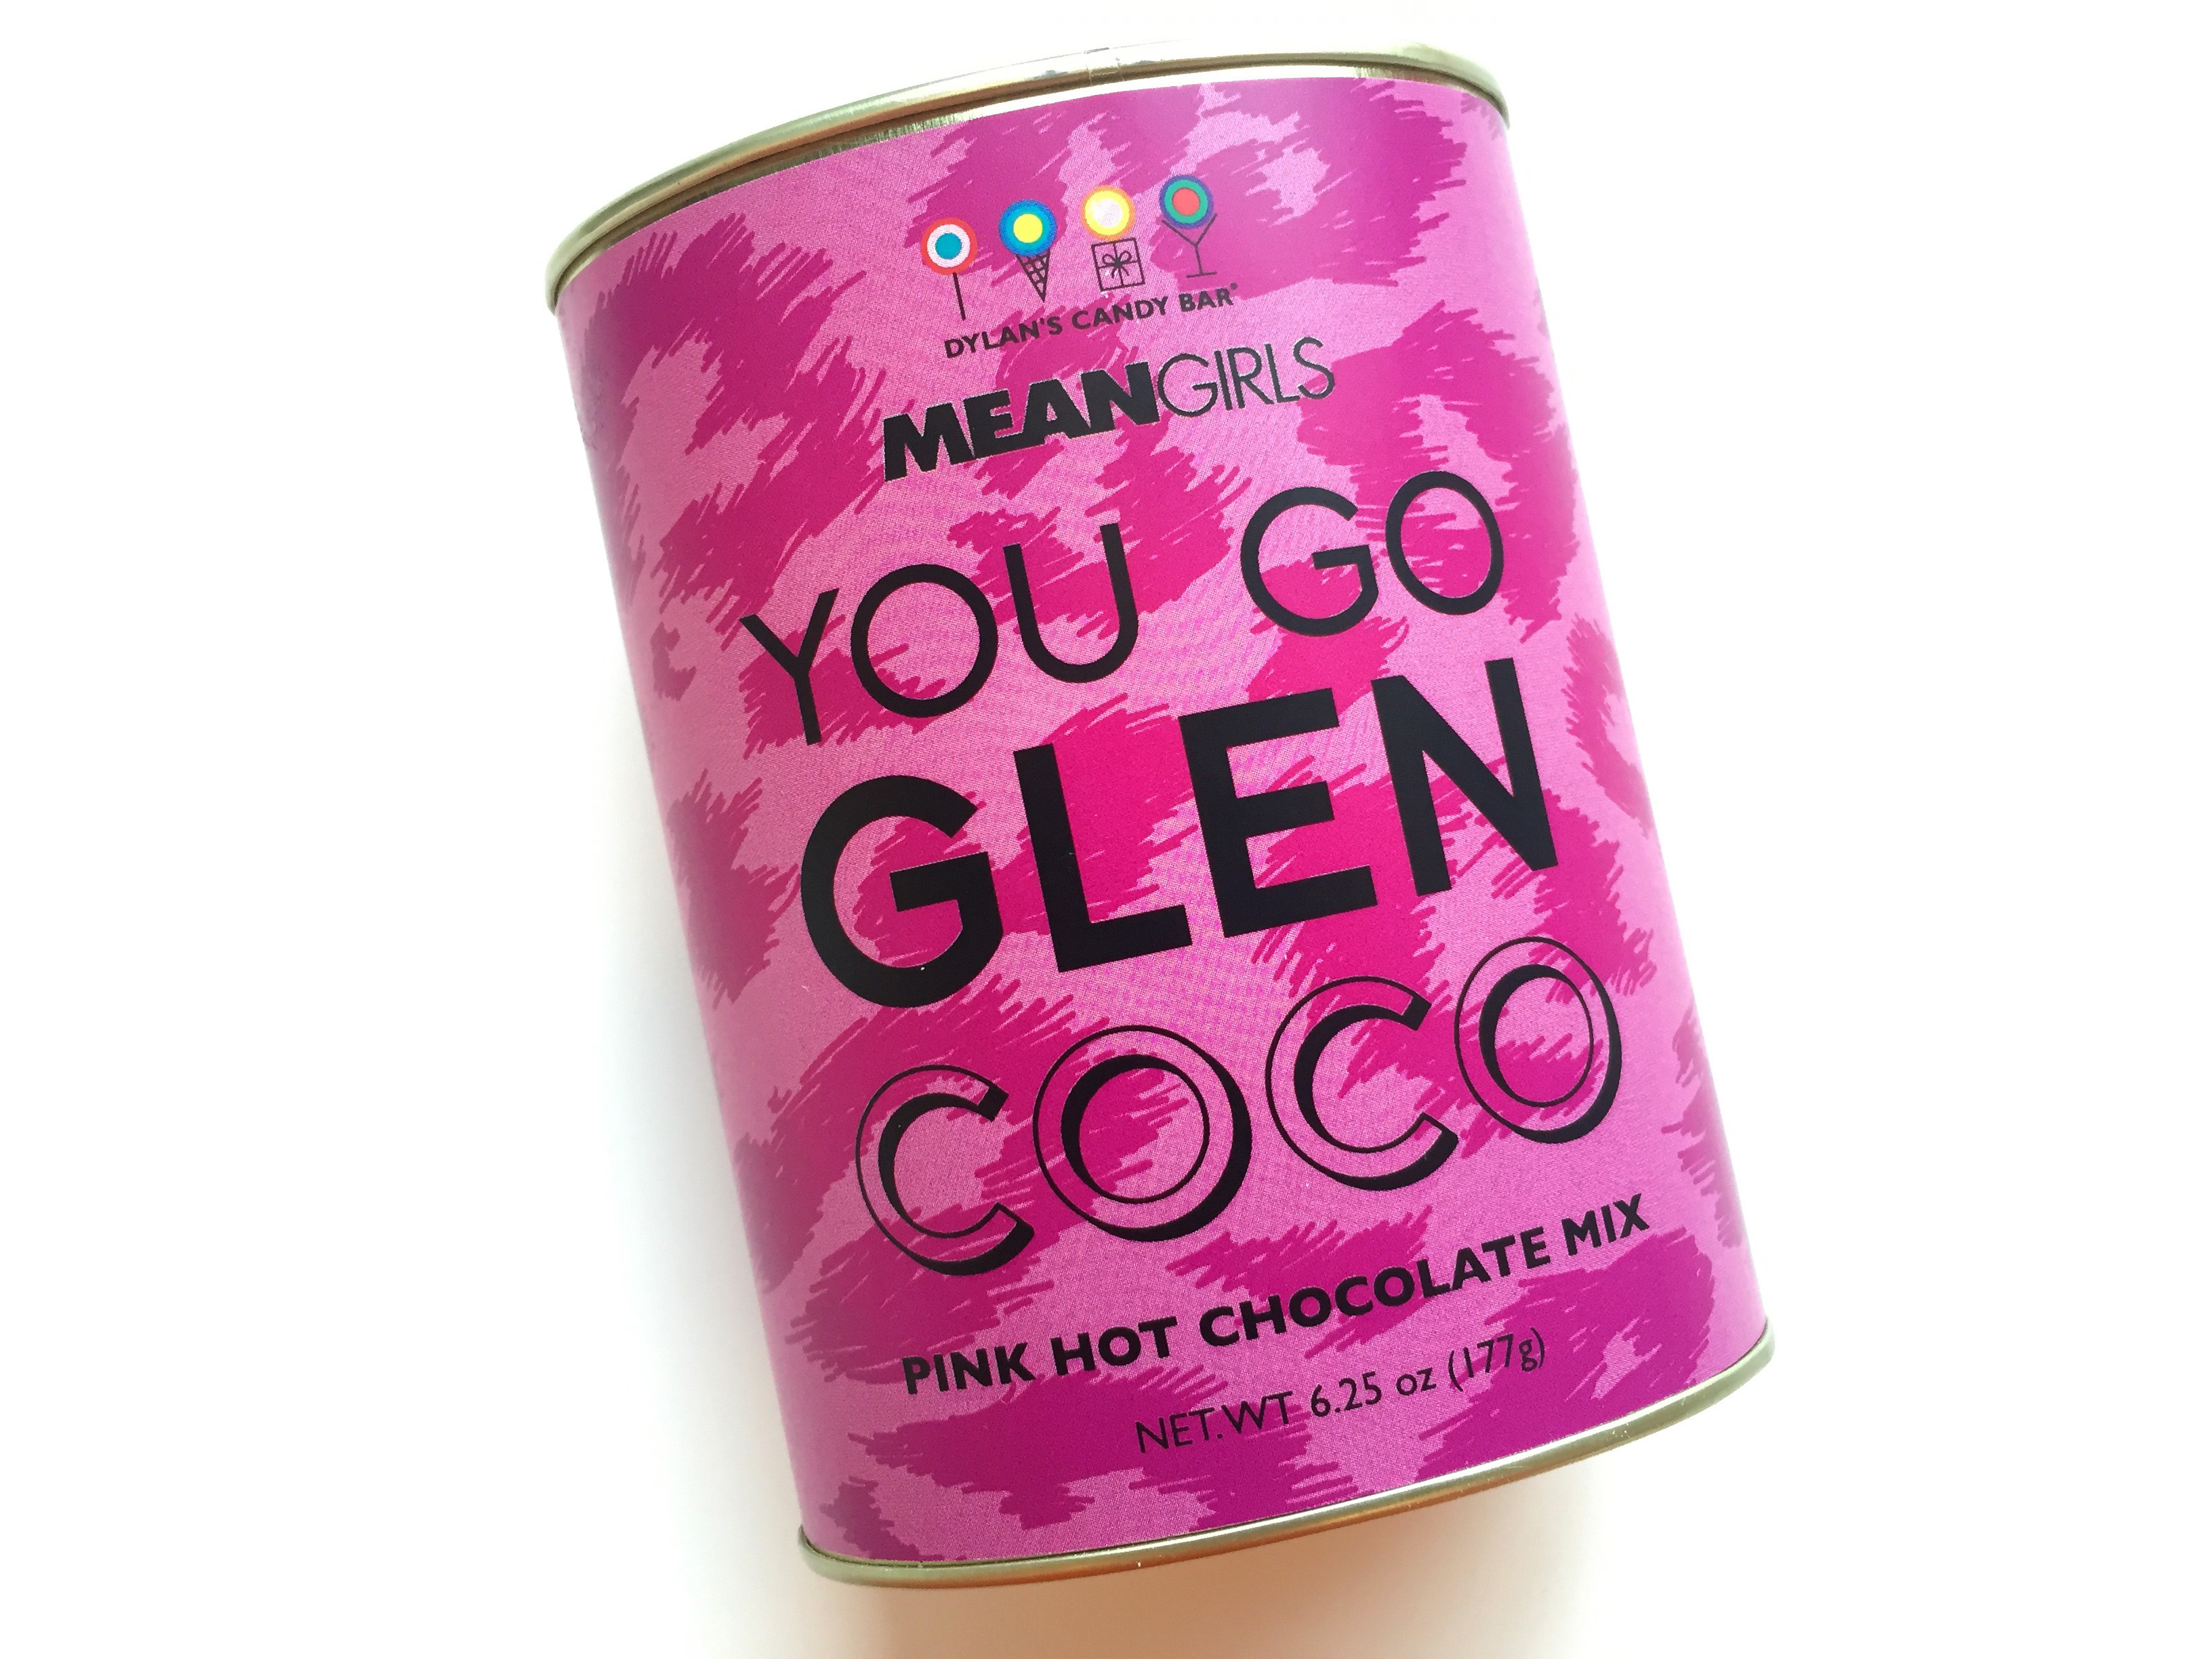 DYLAN'S CANDY BAR®
MEANGIRLS
YOU GO
GLEN
COCO
PINK HOT CHOCOLATE MIX
NET.WT 6.25 oz (177g)